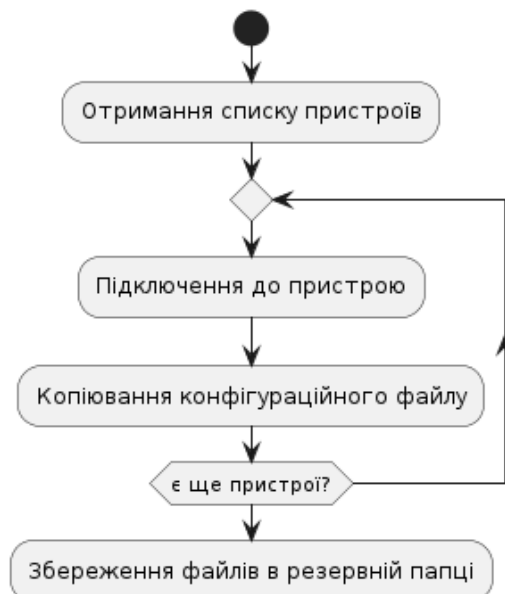 Отримання списку пристроїв
Підключення до пристрою
Копіювання конфігураційного файлу
є ще пристрої?
Збереження файлів в резервній папці